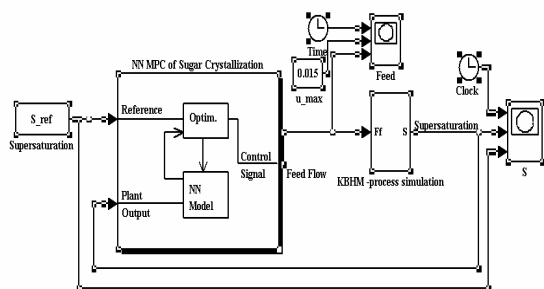 Time
0.015
u_max
Feed
Clock
NN MPC of Sugar Crystallization
S_ref
Supersaturation
Reference
Optim.
Control
Signal
Feed Flow
Plant
Output
NN
Model
Ff
S
KBHM -process simulation
Supersaturation
S